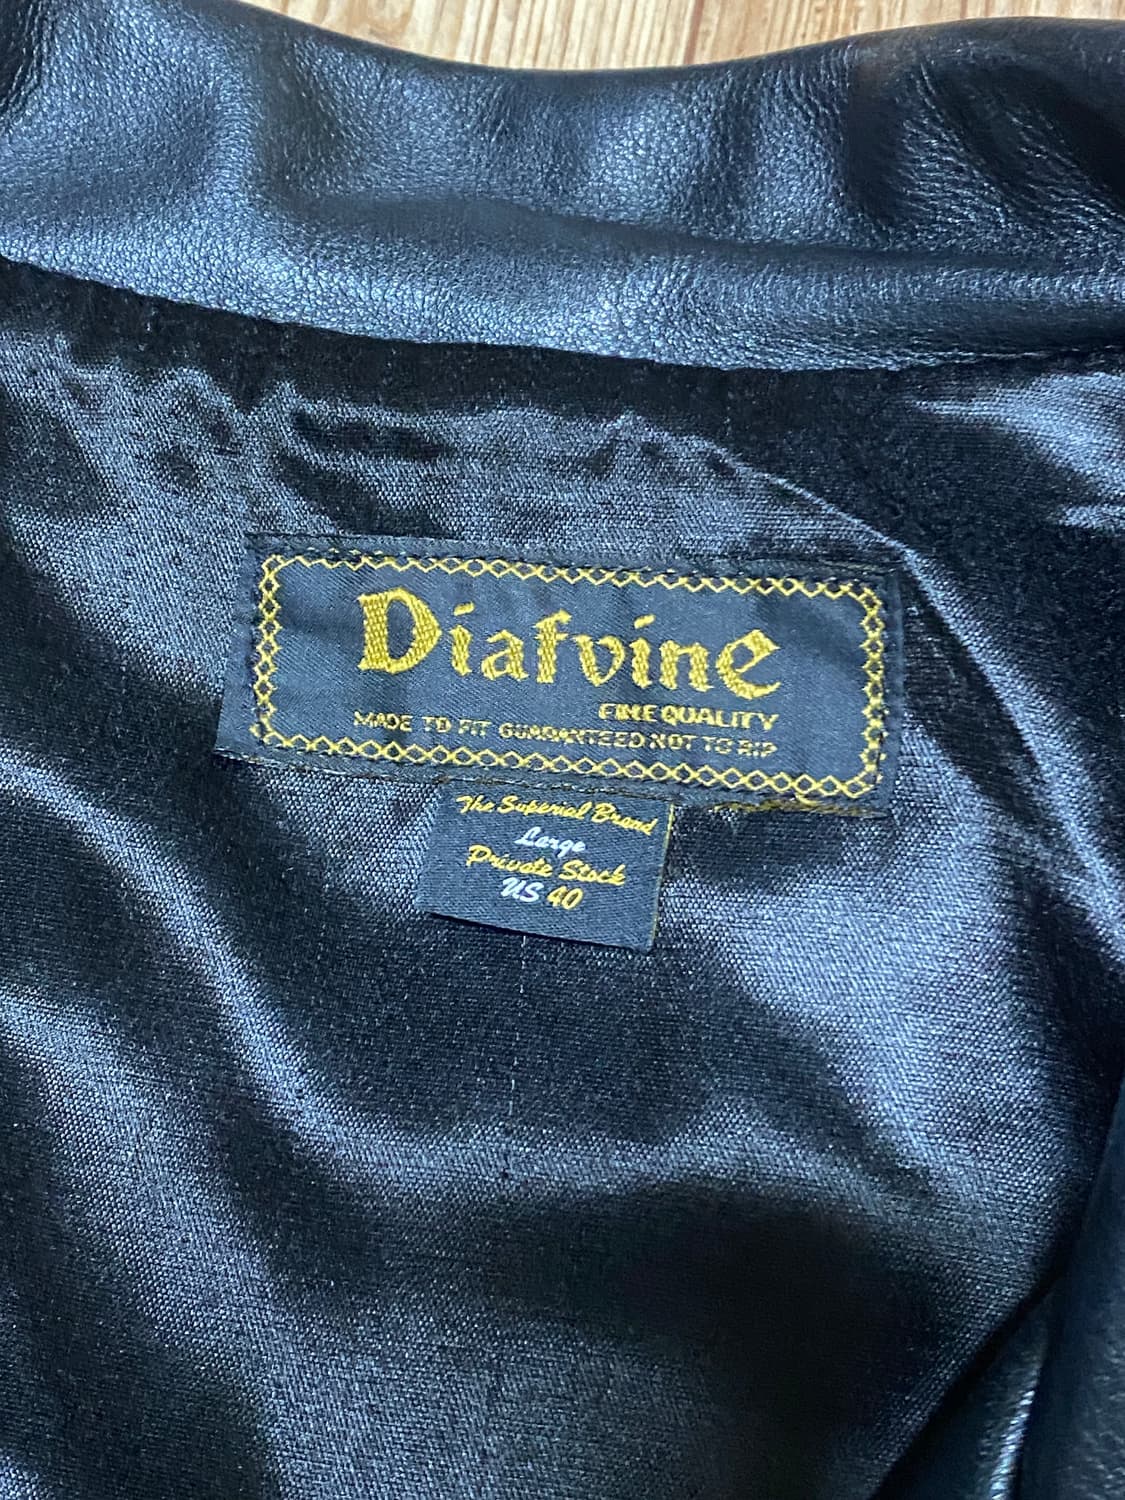 Diafvine
FINE QUALITY
MADE TO FIT GUARANTEED NOT TO RIP
The Superial Brand
Large
Private Stock
US 40